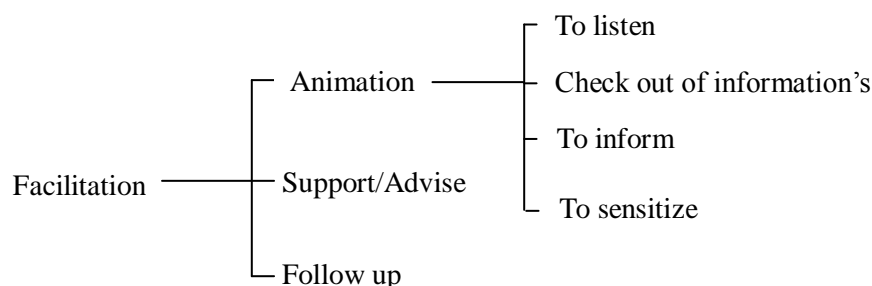 To listen
Animation
Check out of information’s
To inform
Facilitation
Support/Advise
To sensitize
Follow up